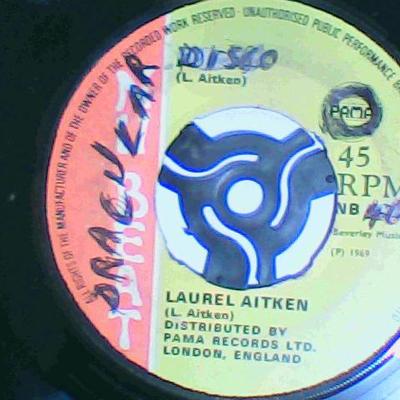 ALL RIGHTS OF THE MANUFACTURER AND OF THE OWNER OF THE RECORDED WORK RESERVED · UNAUTHORISED PUBLIC PERFORMANCE
DISCO
(L. Aitken)
PAMA
45
RPM
NB
Beverley Music
(P) 1969
LAUREL AITKEN
(L. Aitken)
DISTRIBUTED BY
PAMA RECORDS LTD.
LONDON, ENGLAND